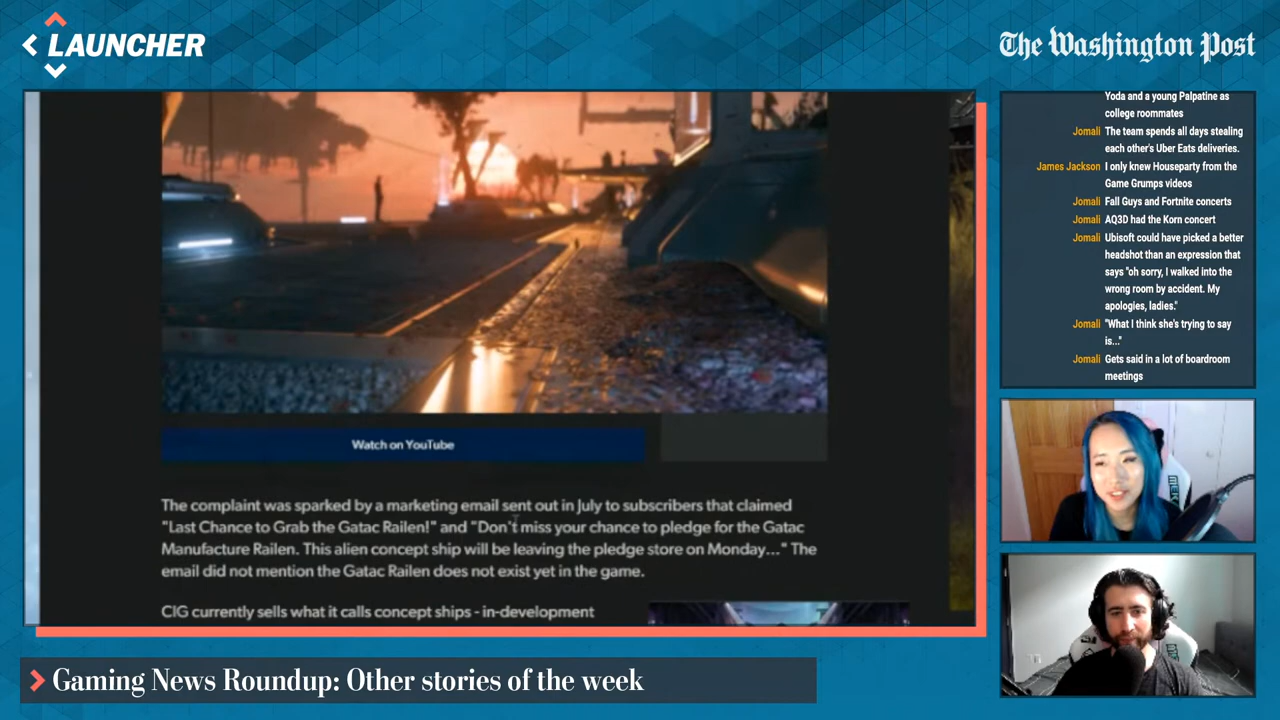 LAUNCHER
The Washington Post
Yoda and a young Palpatine as
college roommates
Jomali The team spends all days stealing
each other's Uber Eats deliveries.
James Jackson I only knew Houseparty from the
Game Grumps videos
Jomali Fall Guys and Fortnite concerts
Jomali AQ3D had the Korn concert
Jomali Ubisoft could have picked a better
headshot than an expression that
says "oh sorry, I walked into the
wrong room by accident. My
apologies, ladies."
Jomali "What I think she's trying to say
is..."
Jomali Gets said in a lot of boardroom
meetings
Watch on YouTube
The complaint was sparked by a marketing email sent out in July to subscribers that claimed
"Last Chance to Grab the Gatac Railen!" and "Don't miss your chance to pledge for the Gatac
Manufacture Railen. This alien concept ship will be leaving the pledge store on Monday..." The
email did not mention the Gatac Railen does not exist yet in the game.
CIG currently sells what it calls concept ships - in-development
Gaming News Roundup: Other stories of the week